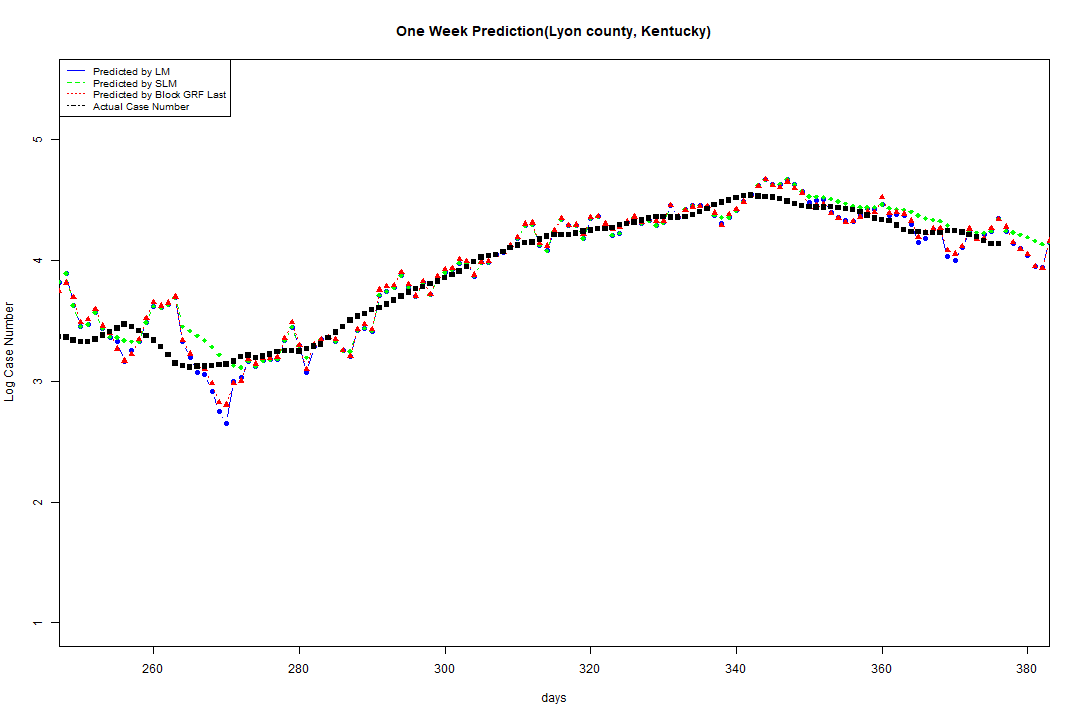 One Week Prediction(Lyon county, Kentucky)
Predicted by LM
Predicted by SLM
Predicted by Block GRF Last
Actual Case Number
5
4
3
2
1
Log Case Number
260 280 300 320 340 360 380
days